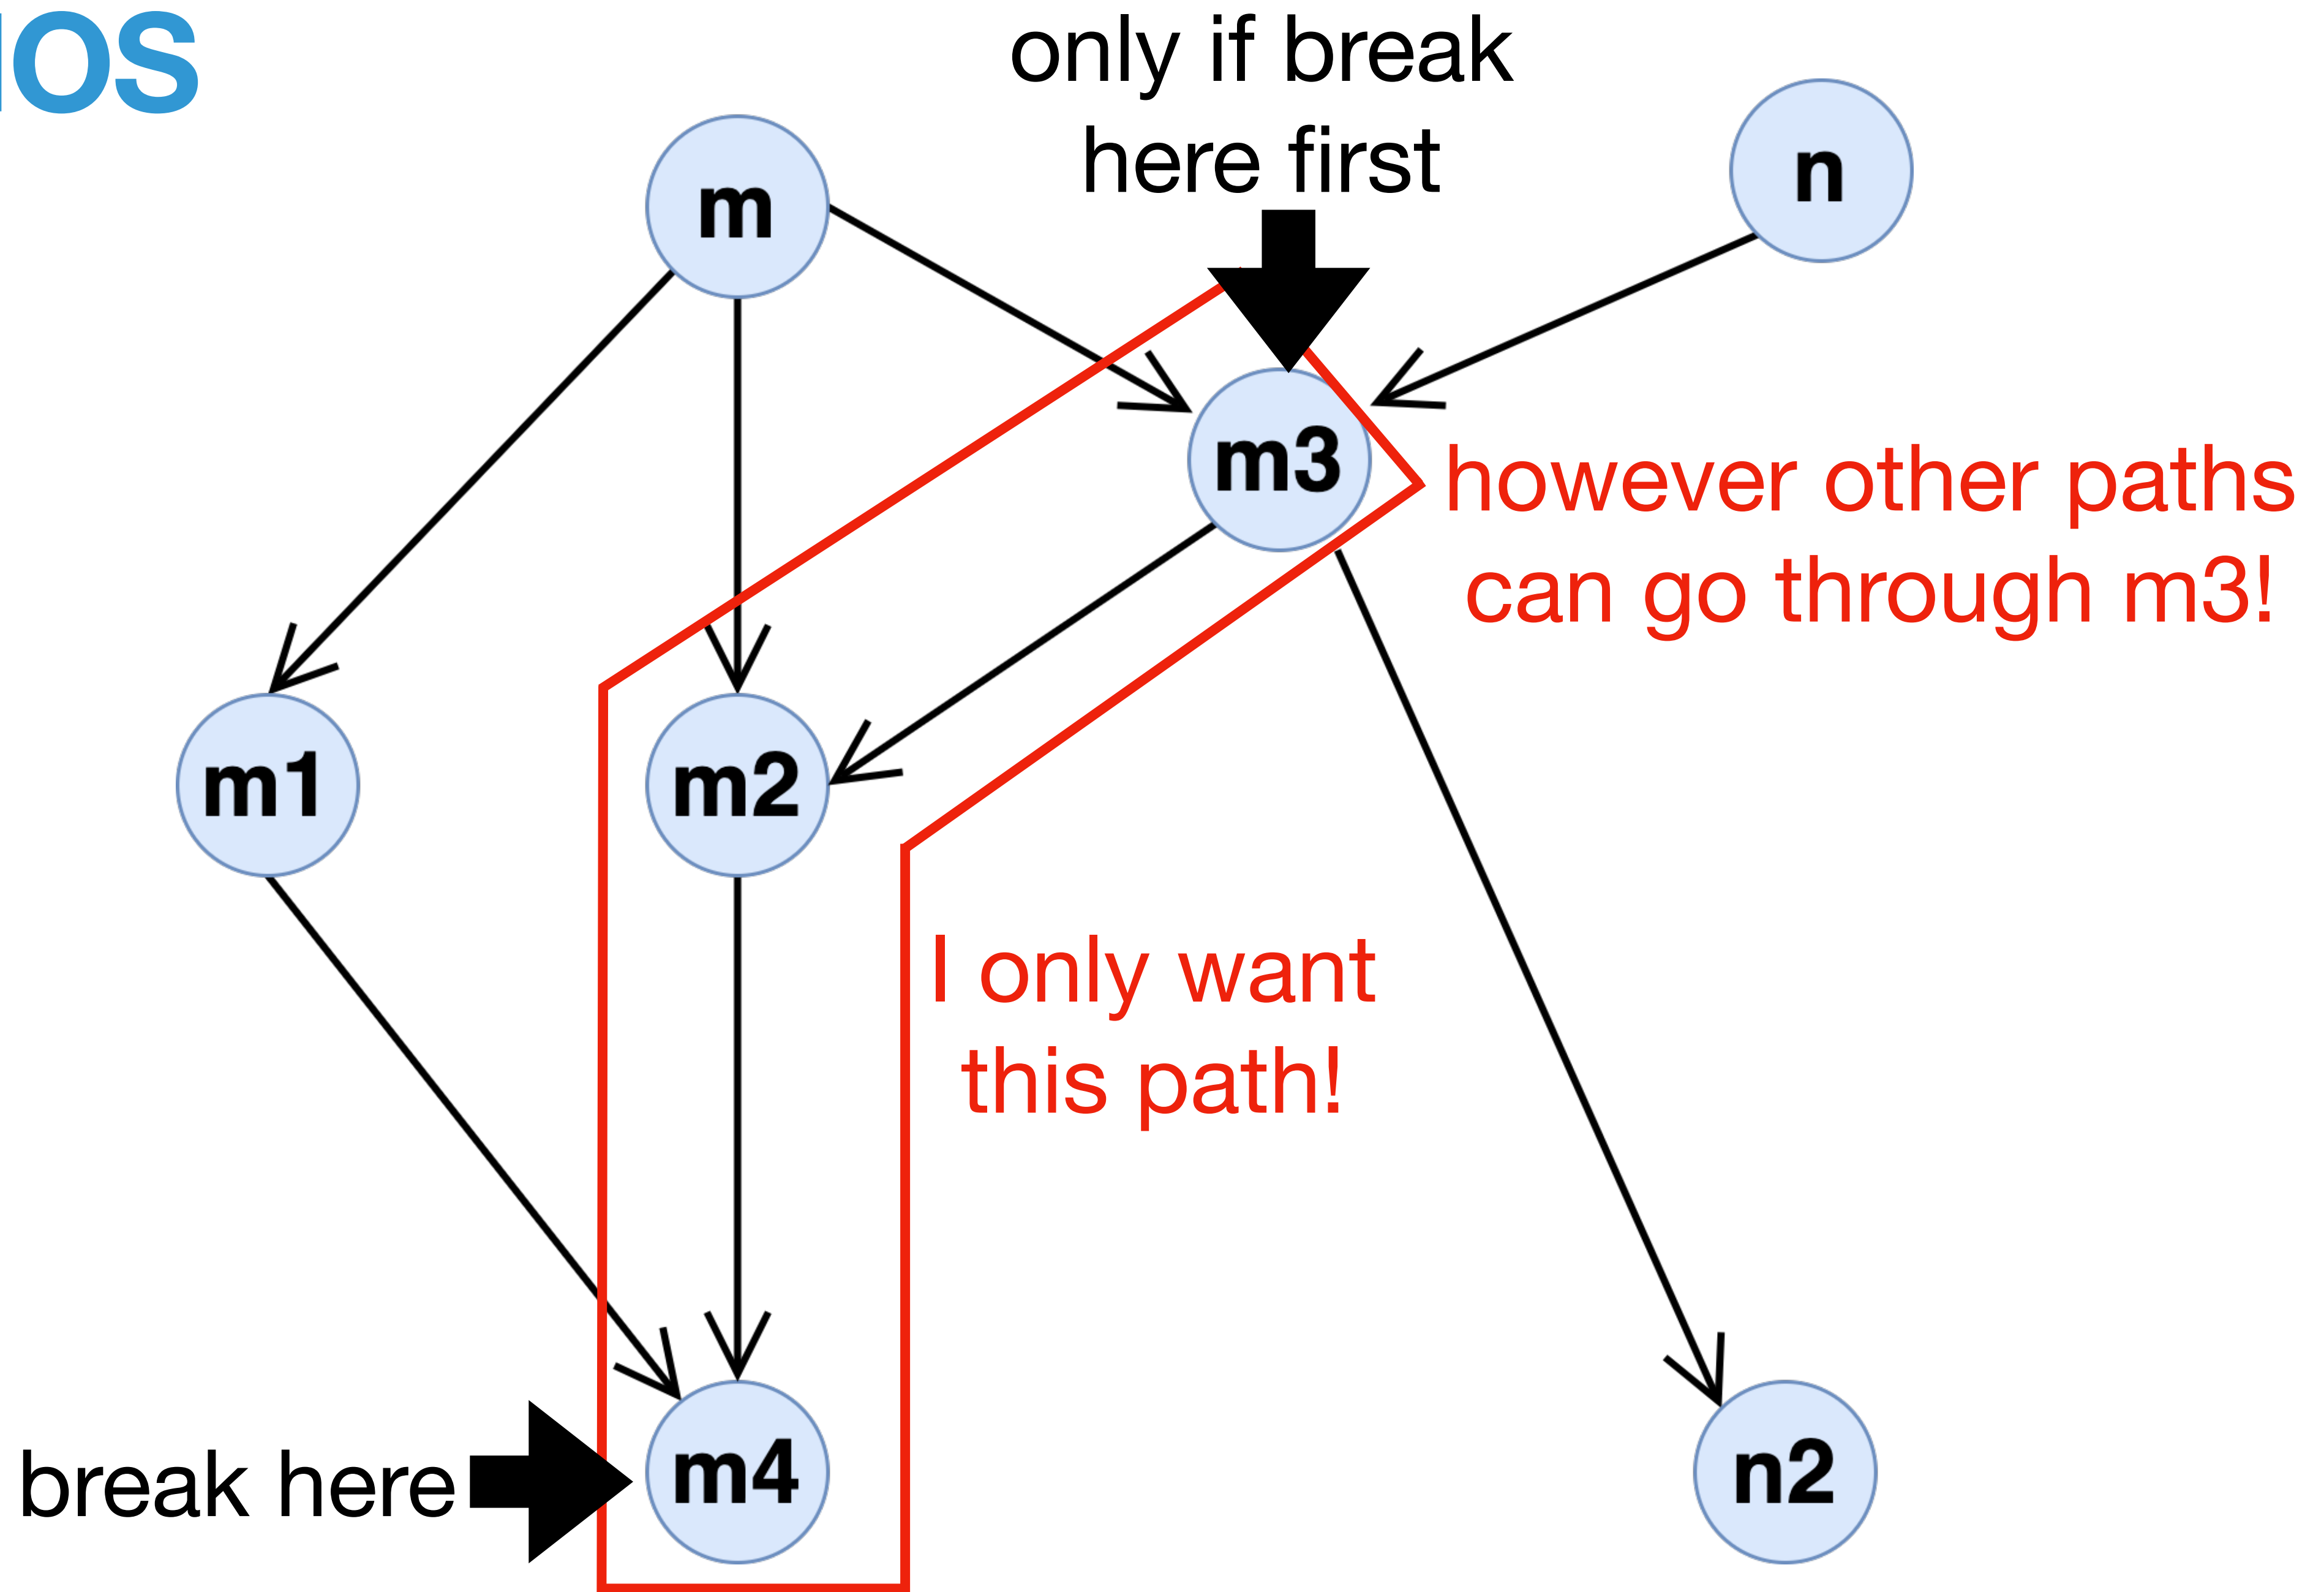 IOS
only if break
here first
m
n
m3
however other paths
can go through m3!
m1
m2
I only want
this path!
break here
m4
n2